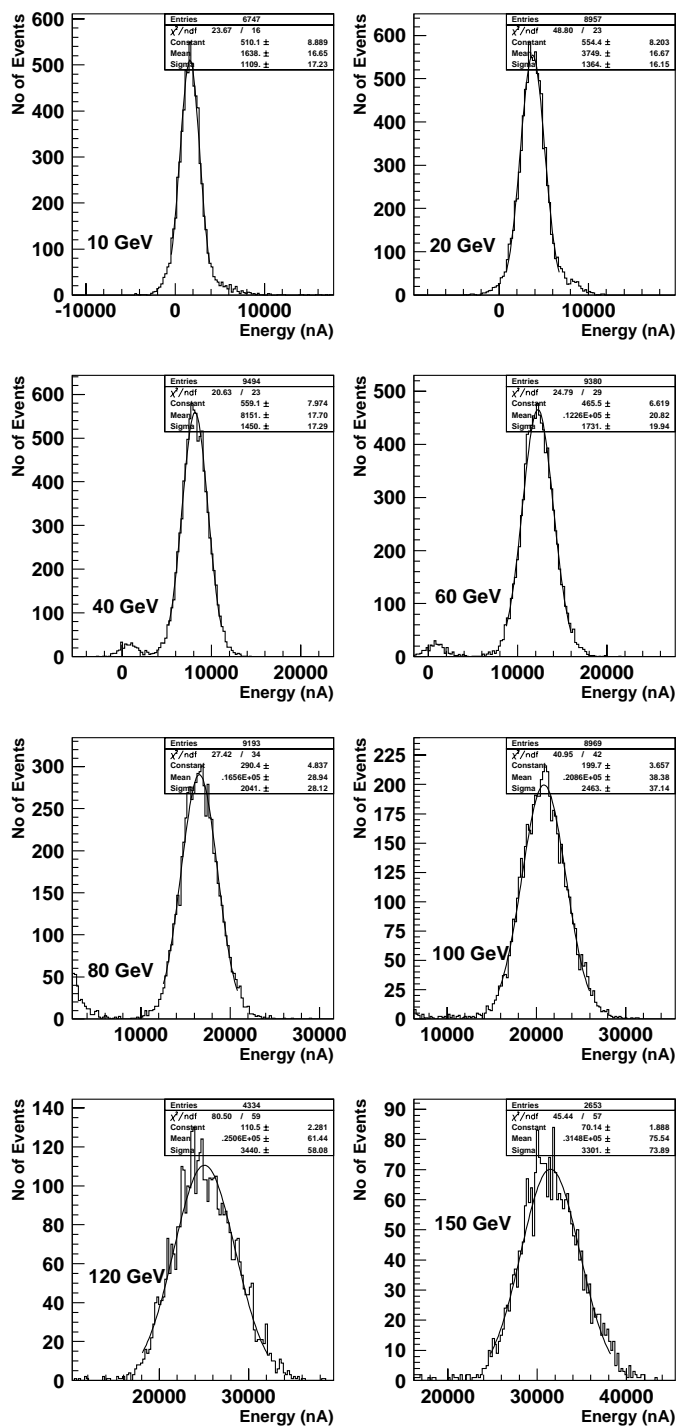 Entries 6747
χ²/ndf 23.67 / 16
Constant 510.1 ± 8.889
Mean 1638. ± 16.65
Sigma 1109. ± 17.23
No of Events
600
500
400
300
200
100
0
10 GeV
-10000 0 10000
Energy (nA)
Entries 8957
χ²/ndf 48.80 / 23
Constant 554.4 ± 8.203
Mean 3749. ± 16.67
Sigma 1364. ± 16.15
No of Events
600
500
400
300
200
100
0
20 GeV
0 10000
Energy (nA)
Entries 9494
χ²/ndf 20.63 / 23
Constant 559.1 ± 7.974
Mean 8151. ± 17.70
Sigma 1450. ± 17.29
No of Events
600
500
400
300
200
100
0
40 GeV
0 10000 20000
Energy (nA)
Entries 9380
χ²/ndf 24.79 / 29
Constant 465.5 ± 6.619
Mean .1226E+05 ± 20.82
Sigma 1731. ± 19.94
No of Events
500
400
300
200
100
0
60 GeV
0 10000 20000
Energy (nA)
Entries 9193
χ²/ndf 27.42 / 34
Constant 290.4 ± 4.837
Mean .1656E+05 ± 28.94
Sigma 2041. ± 28.12
No of Events
300
250
200
150
100
50
0
80 GeV
10000 20000 30000
Energy (nA)
Entries 8969
χ²/ndf 40.95 / 42
Constant 199.7 ± 3.657
Mean .2086E+05 ± 38.38
Sigma 2463. ± 37.14
No of Events
225
200
175
150
125
100
75
50
25
0
100 GeV
10000 20000 30000
Energy (nA)
Entries 4334
χ²/ndf 80.50 / 59
Constant 110.5 ± 2.281
Mean .2506E+05 ± 61.44
Sigma 3440. ± 58.08
No of Events
140
120
100
80
60
40
20
0
120 GeV
20000 30000
Energy (nA)
Entries 2653
χ²/ndf 45.44 / 57
Constant 70.14 ± 1.888
Mean .3148E+05 ± 75.54
Sigma 3301. ± 73.89
No of Events
90
80
70
60
50
40
30
20
10
0
150 GeV
20000 30000 40000
Energy (nA)